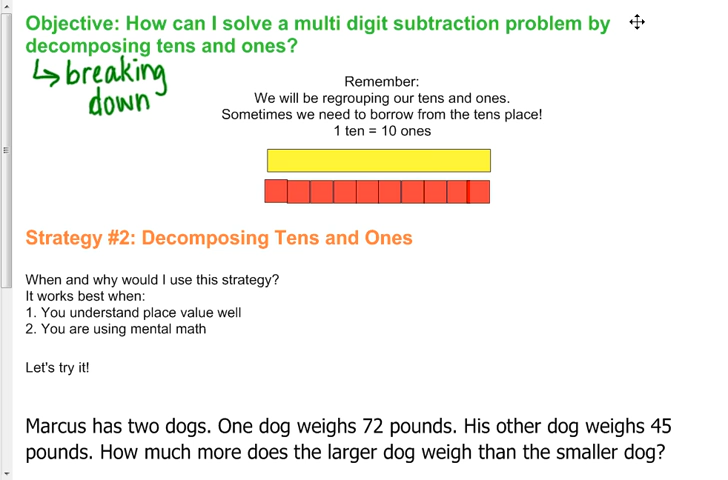 Objective: How can I solve a multi digit subtraction problem by
decomposing tens and ones?
↳ breaking
down
Remember:
We will be regrouping our tens and ones.
Sometimes we need to borrow from the tens place!
1 ten = 10 ones
Strategy #2: Decomposing Tens and Ones
When and why would I use this strategy?
It works best when:
1. You understand place value well
2. You are using mental math
Let's try it!
Marcus has two dogs. One dog weighs 72 pounds. His other dog weighs 45
pounds. How much more does the larger dog weigh than the smaller dog?